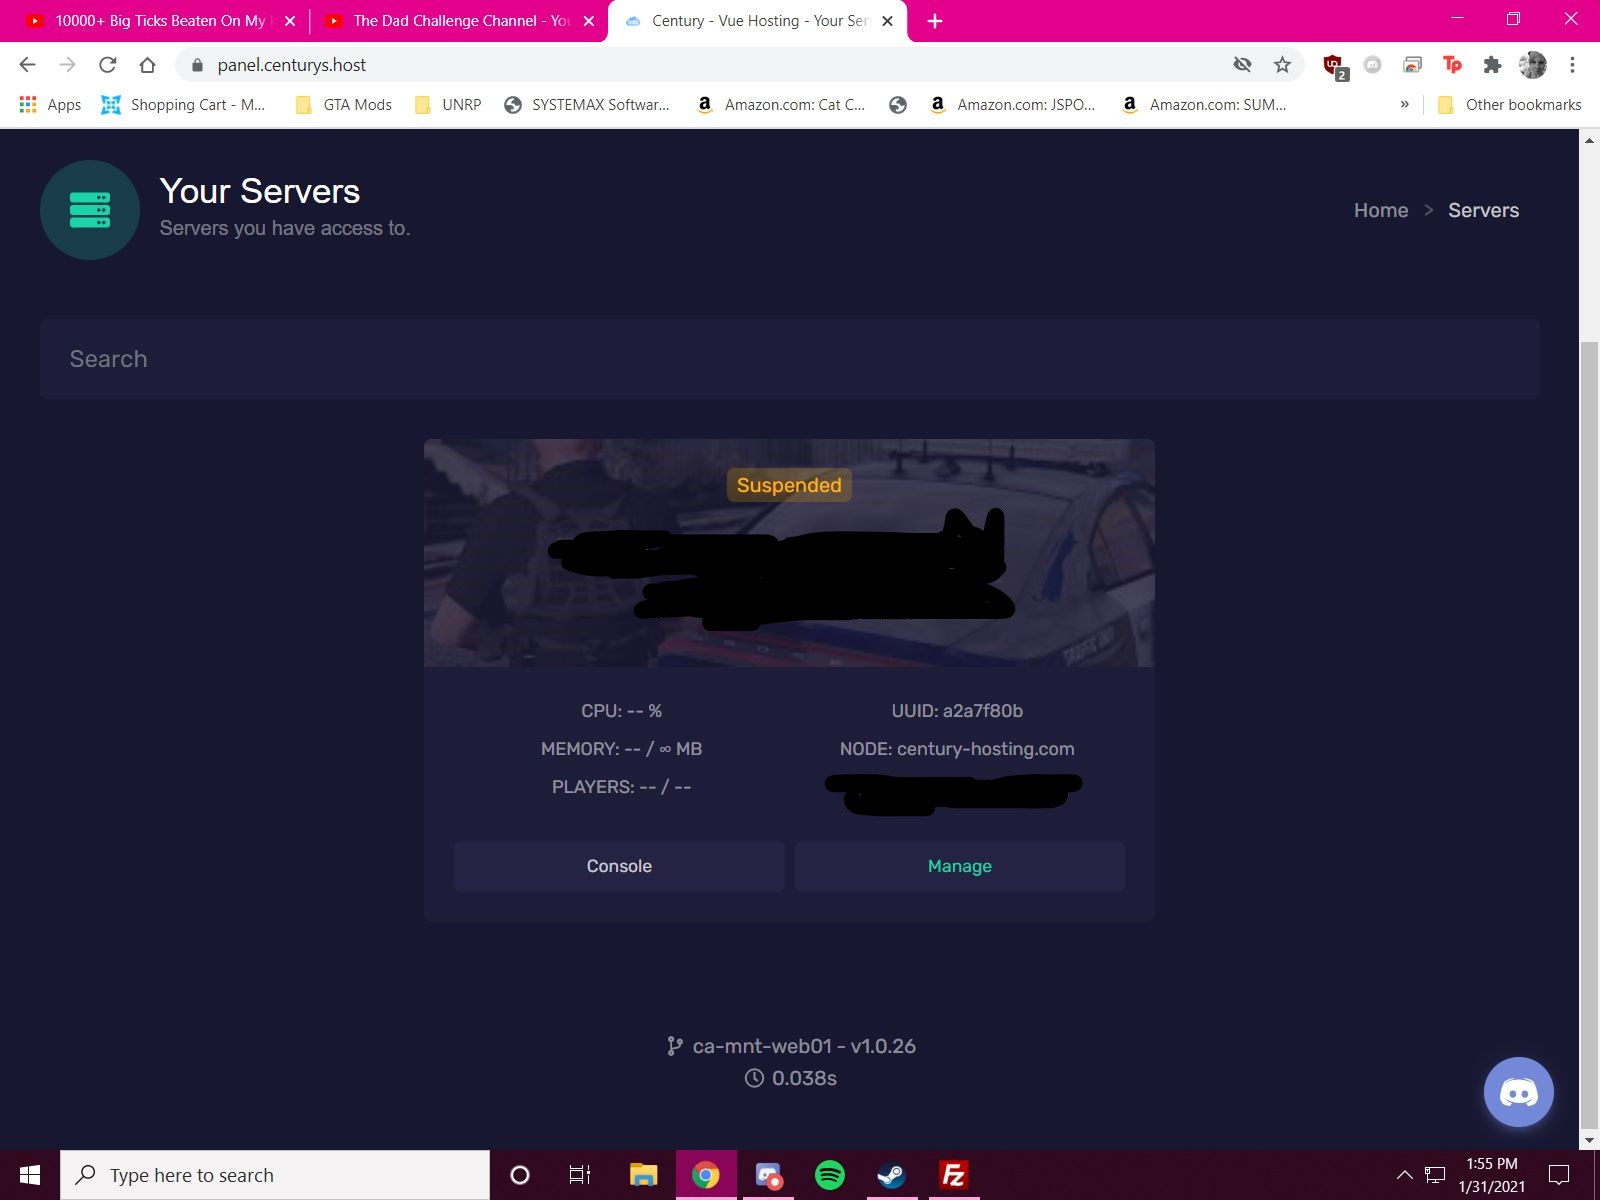 10000+ Big Ticks Beaten On My
The Dad Challenge Channel - You
Century - Vue Hosting - Your Ser
panel.centurys.host
2
Tp
Apps
Shopping Cart - M...
GTA Mods
UNRP
SYSTEMAX Softwar...
Amazon.com: Cat C...
Amazon.com: JSPO...
Amazon.com: SUM...
»
Other bookmarks
Your Servers
Servers you have access to.
Home > Servers
Search
Suspended
CPU: -- %
UUID: a2a7f80b
MEMORY: -- / ∞ MB
NODE: century-hosting.com
PLAYERS: -- / --
Console
Manage
ca-mnt-web01 - v1.0.26
0.038s
Type here to search
1:55 PM
1/31/2021